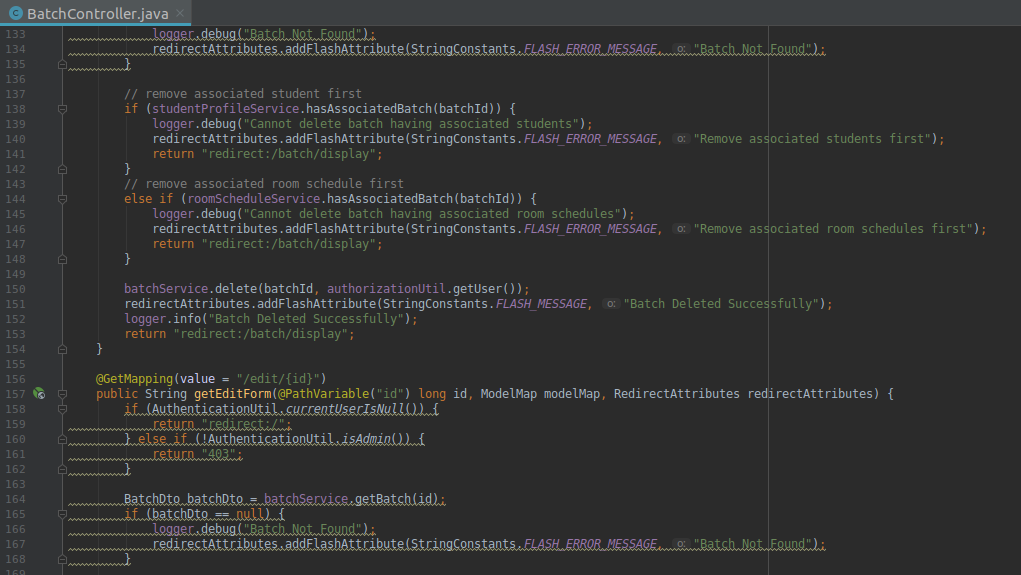 BatchController.java
133 logger.debug("Batch Not Found");
134 redirectAttributes.addFlashAttribute(StringConstants.FLASH_ERROR_MESSAGE, o: "Batch Not Found");
135 }
136
137 // remove associated student first
138 if (studentProfileService.hasAssociatedBatch(batchId)) {
139 logger.debug("Cannot delete batch having associated students");
140 redirectAttributes.addFlashAttribute(StringConstants.FLASH_ERROR_MESSAGE, o: "Remove associated students first");
141 return "redirect:/batch/display";
142 }
143 // remove associated room schedule first
144 else if (roomScheduleService.hasAssociatedBatch(batchId)) {
145 logger.debug("Cannot delete batch having associated room schedules");
146 redirectAttributes.addFlashAttribute(StringConstants.FLASH_ERROR_MESSAGE, o: "Remove associated room schedules first");
147 return "redirect:/batch/display";
148 }
149
150 batchService.delete(batchId, authorizationUtil.getUser());
151 redirectAttributes.addFlashAttribute(StringConstants.FLASH_MESSAGE, o: "Batch Deleted Successfully");
152 logger.info("Batch Deleted Successfully");
153 return "redirect:/batch/display";
154 }
155
156 @GetMapping(value = "/edit/{id}")
157 public String getEditForm(@PathVariable("id") long id, ModelMap modelMap, RedirectAttributes redirectAttributes) {
158 if (AuthenticationUtil.currentUserIsNull()) {
159 return "redirect:/";
160 } else if (!AuthenticationUtil.isAdmin()) {
161 return "403";
162 }
163
164 BatchDto batchDto = batchService.getBatch(id);
165 if (batchDto == null) {
166 logger.debug("Batch Not Found");
167 redirectAttributes.addFlashAttribute(StringConstants.FLASH_ERROR_MESSAGE, o: "Batch Not Found");
168 }
169